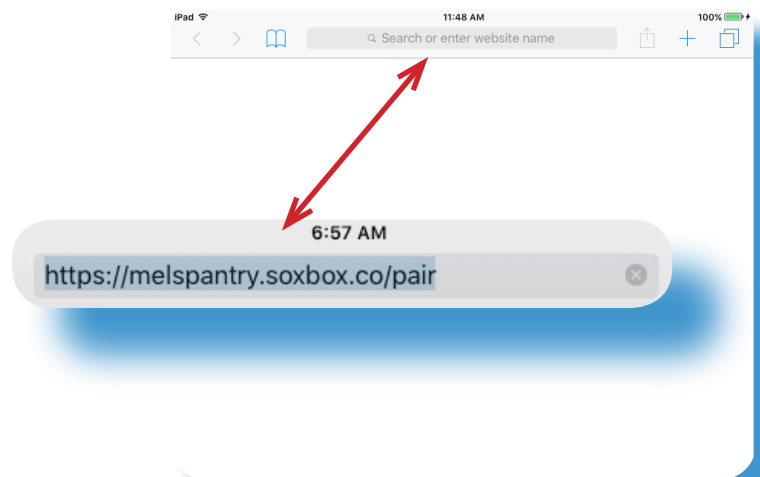 iPad 11:48 AM 100%
Search or enter website name
6:57 AM
https://melspantry.soxbox.co/pair